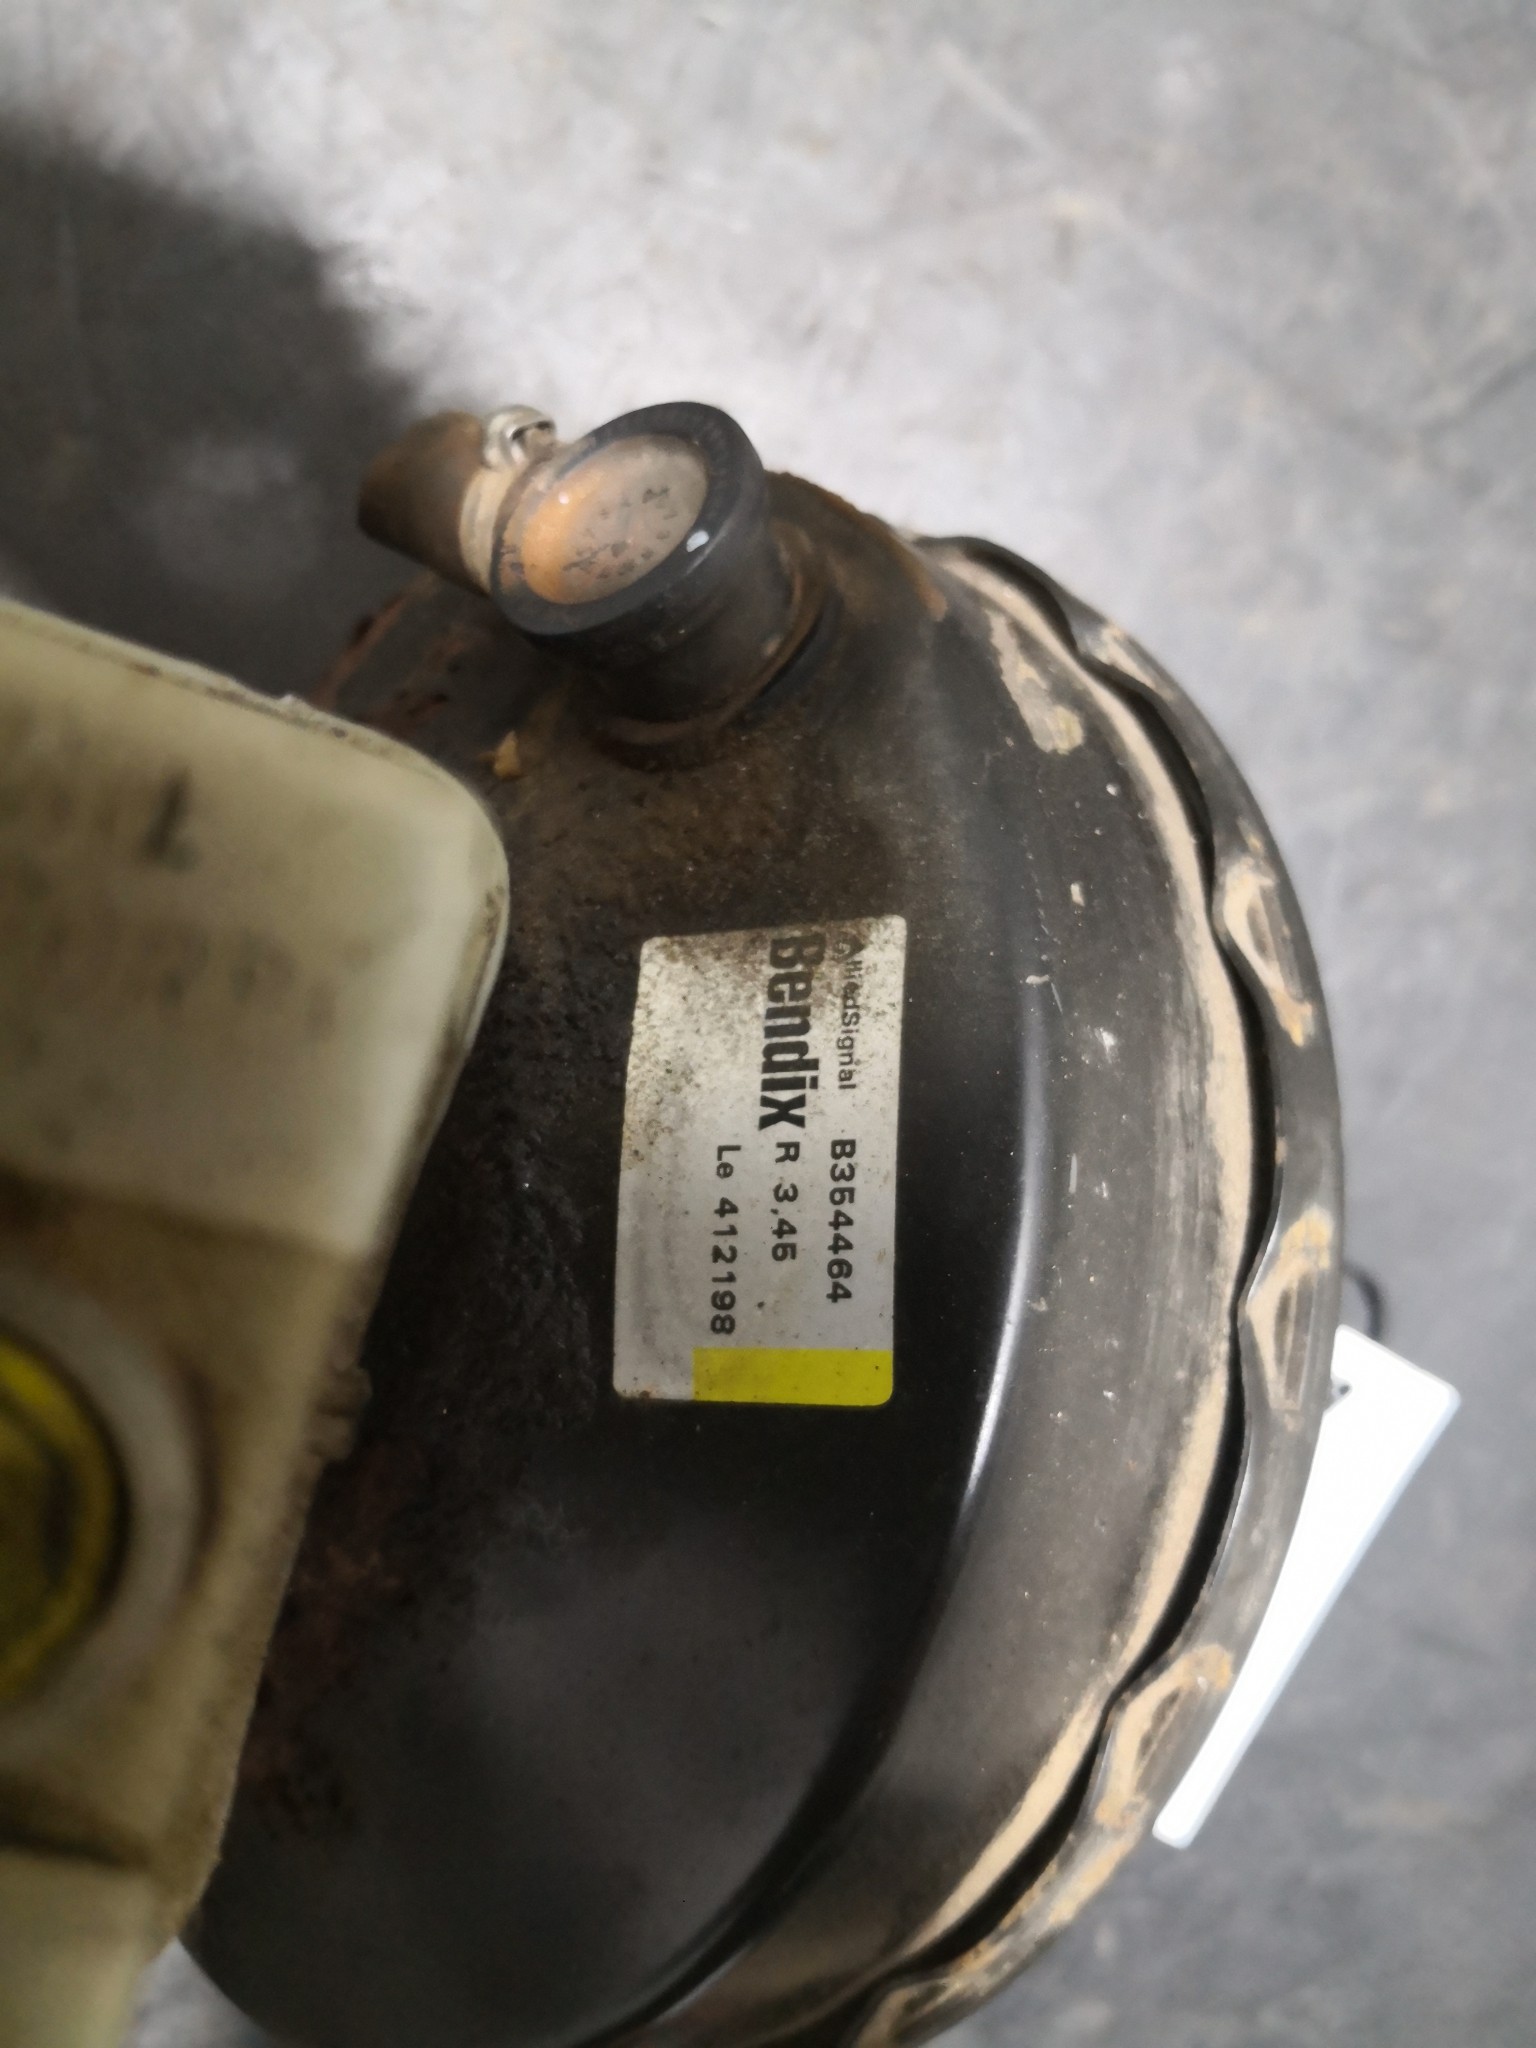 AlliedSignal B354464
Bendix R 3,45
Le 412198